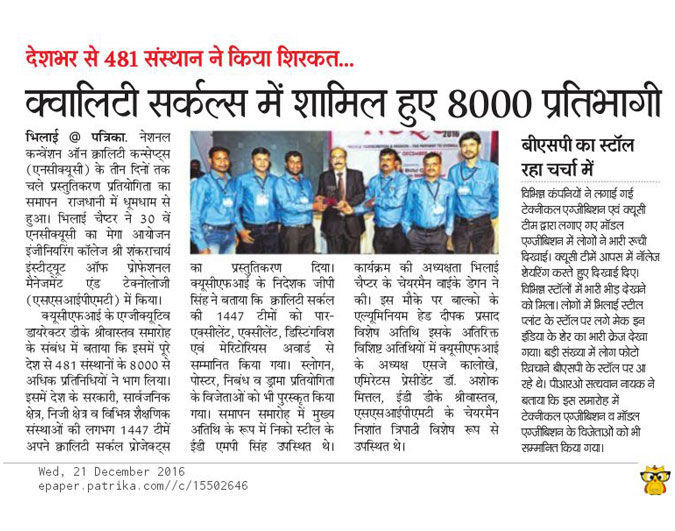 देशभर से 481 संस्थान ने किया शिरकत...
क्वालिटी सर्कल्स में शामिल हुए 8000 प्रतिभागी
भिलाई @ पत्रिका. नेशनल
कन्वेंशन ऑन क्वालिटी कन्सेप्ट्स
(एनसीक्यूसी) के तीन दिनों तक
चले प्रस्तुतिकरण प्रतियोगिता का
समापन राजधानी में धूमधाम से
हुआ। भिलाई चैप्टर ने 30 वें
एनसीक्यूसी का मेगा आयोजन
इंजीनियरिंग कॉलेज श्री शंकराचार्य
इंस्टीट्यूट ऑफ प्रोफेशनल
मैनेजमेंट एंड टेक्नोलॉजी
(एसएसआईपीएमटी) में किया।
क्यूसीएफआई के एग्जीक्यूटिव
डायरेक्टर डीके श्रीवास्तव समारोह
के संबंध में बताया कि इसमें पूरे
देश से 481 संस्थानों के 8000 से
अधिक प्रतिनिधियों ने भाग लिया।
इसमें देश के सरकारी, सार्वजनिक
क्षेत्र, निजी क्षेत्र व विभिन्न शैक्षणिक
संस्थाओं की लगभग 1447 टीमें
अपने क्वालिटी सर्कल प्रोजेक्ट्स
2016
का प्रस्तुतिकरण दिया।
क्यूसीएफआई के निदेशक जीपी
सिंह ने बताया कि क्वालिटी सर्कल
की 1447 टीमों को पार-
एक्सीलेंट, एक्सीलेंट, डिस्टिंगविश
एवं मेरिटोरियस अवार्ड से
सम्मानित किया गया। स्लोगन,
पोस्टर, निबंध व ड्रामा प्रतियोगिता
के विजेताओं को भी पुरस्कृत किया
गया। समापन समारोह में मुख्य
अतिथि के रूप में निको स्टील के
ईडी एमपी सिंह उपस्थित थे।
कार्यक्रम की अध्यक्षता भिलाई
चैप्टर के चेयरमैन वाईके डेगन ने
की। इस मौके पर बाल्को के
एल्यूमिनियम हेड दीपक प्रसाद
विशेष अतिथि इसके अतिरिक्त
विशिष्ट अतिथियों में क्यूसीएफआई
के अध्यक्ष एसजे कालोखे,
एमिरेटस प्रेसीडेंट डॉ. अशोक
मित्तल, ईडी डीके श्रीवास्तव,
एसएसआईपीएमटी के चेयरमैन
निशांत त्रिपाठी विशेष रूप से
उपस्थित थे।
बीएसपी का स्टॉल
रहा चर्चा में
विभिन्न कंपनियों ने लगाई गई
टेक्नीकल एग्जीबिशन एवं क्यूसी
टीम द्वारा लगाए गए मॉडल
एग्जीबिशन में लोगों ने भारी रूची
दिखाई। क्यूसी टीमें आपस में नॉलेज
शेयरिंग करते हुए दिखाई दिए।
विभिन्न स्टॉलों में भारी भीड़ देखने
को मिला। लोगों में भिलाई स्टील
प्लांट के स्टॉल पर लगे मेक इन
इंडिया के शेर का भारी क्रेज देखा
गया। बड़ी संख्या में लोग फोटो
खिचाने बीएसपी के स्टॉल पर आ
रहे थे। पीआरओ सत्यवान नायक ने
बताया कि इस समारोह में
टेक्नीकल एग्जीबिशन व मॉडल
एग्जीबिशन के विजेताओं को भी
सम्मानित किया गया।
Wed, 21 December 2016
epaper.patrika.com//c/15502646